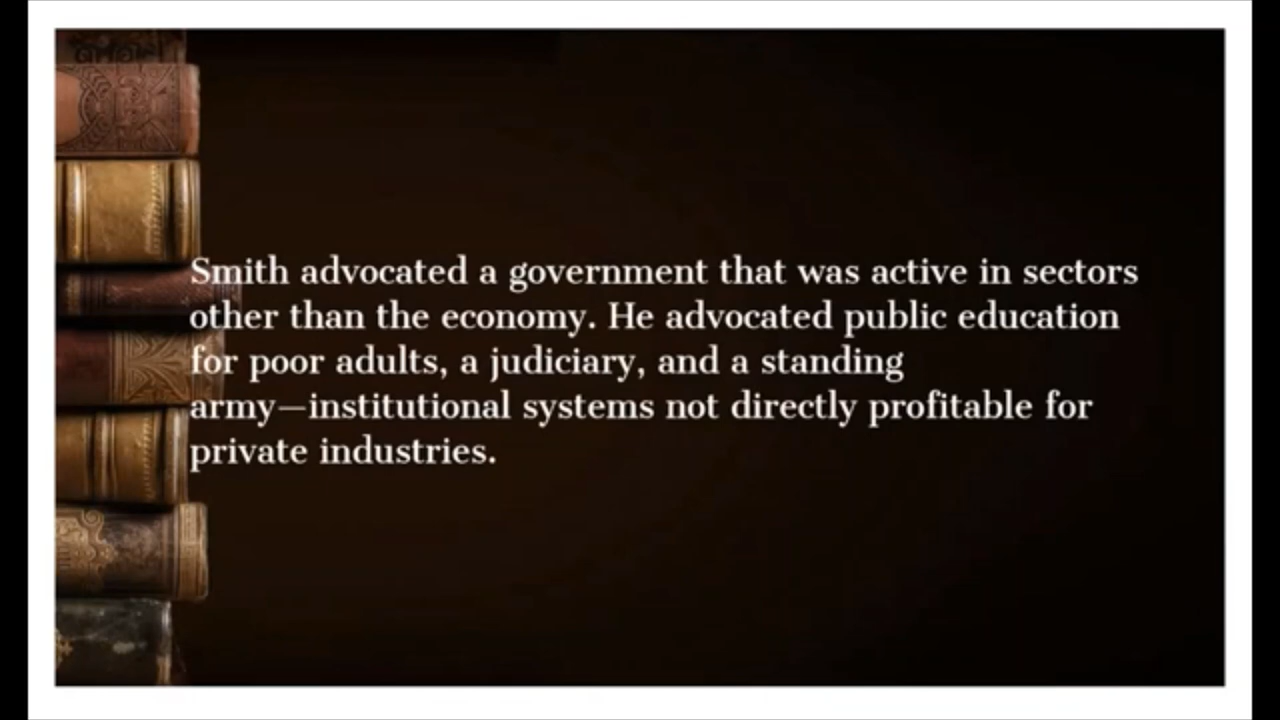 Smith advocated a government that was active in sectors
other than the economy. He advocated public education
for poor adults, a judiciary, and a standing
army—institutional systems not directly profitable for
private industries.